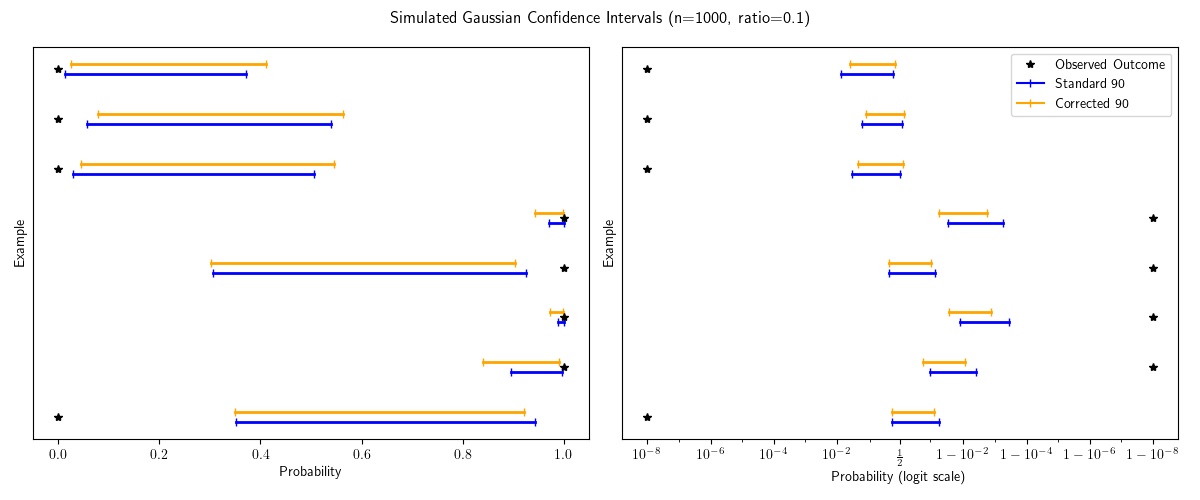 Simulated Gaussian Confidence Intervals (n=1000, ratio=0.1)
Example
0.0 0.2 0.4 0.6 0.8 1.0
Probability
Example
Observed Outcome
Standard 90
Corrected 90
10⁻⁸ 10⁻⁶ 10⁻⁴ 10⁻² 1/2 1 − 10⁻² 1 − 10⁻⁴ 1 − 10⁻⁶ 1 − 10⁻⁸
Probability (logit scale)